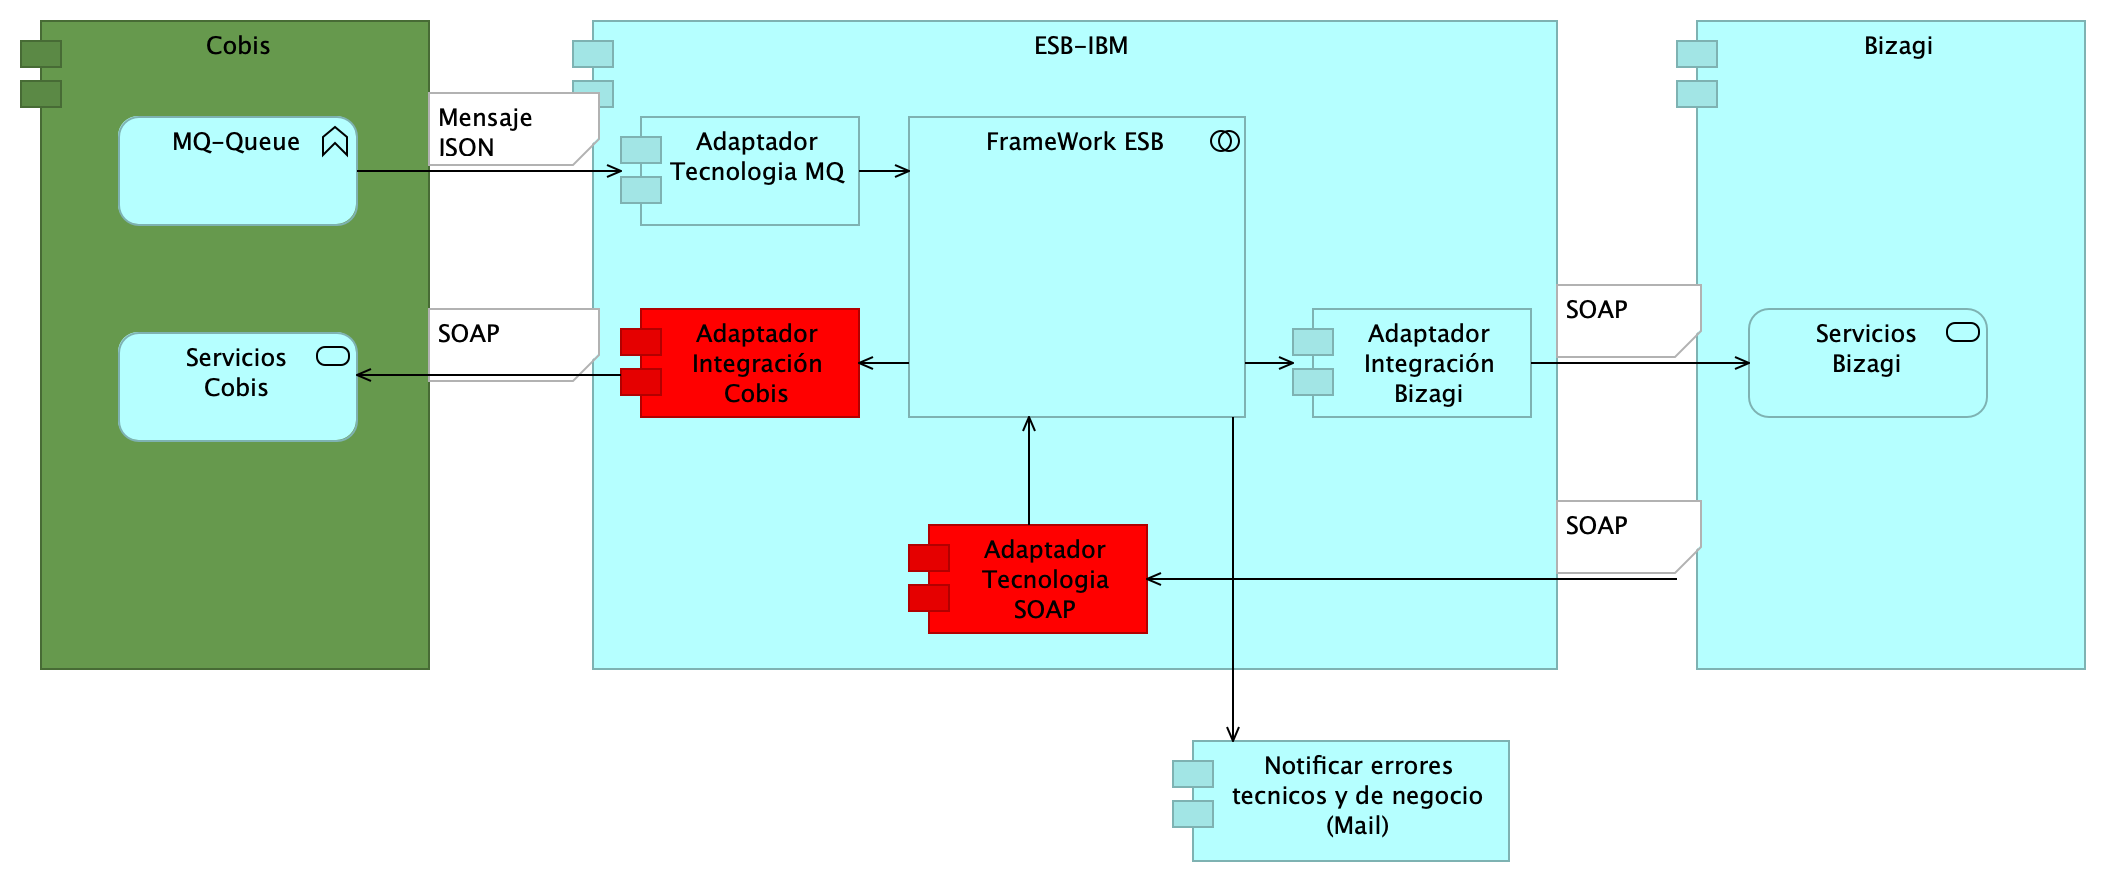 Cobis
ESB-IBM
Bizagi
Mensaje
ISON
MQ-Queue
Adaptador
Tecnologia MQ
FrameWork ESB
SOAP
Servicios
Cobis
Adaptador
Integración
Cobis
Adaptador
Integración
Bizagi
SOAP
Servicios
Bizagi
SOAP
Adaptador
Tecnologia
SOAP
Notificar errores
tecnicos y de negocio
(Mail)